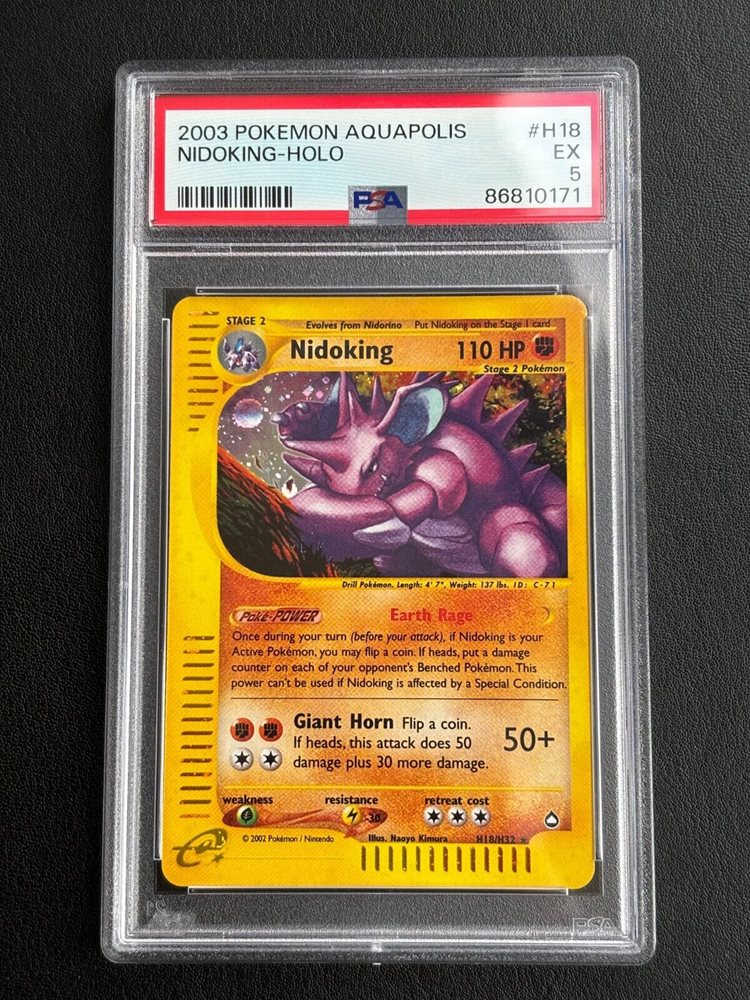 2003 POKEMON AQUAPOLIS #H18
NIDOKING-HOLO EX
5
PSA 86810171
STAGE 2 Evolves from Nidorino Put Nidoking on the Stage 1 card
Nidoking 110 HP
Stage 2 Pokémon
Drill Pokémon. Length: 4' 7", Weight: 137 lbs. ID: C-71
Poké-POWER Earth Rage
Once during your turn (before your attack), if Nidoking is your
Active Pokémon, you may flip a coin. If heads, put a damage
counter on each of your opponent's Benched Pokémon. This
power can't be used if Nidoking is affected by a Special Condition.
Giant Horn Flip a coin.
If heads, this attack does 50
damage plus 30 more damage.
50+
weakness resistance retreat cost
-30
© 2002 Pokémon / Nintendo Illus. Naoyo Kimura H18/H32 ★
e
PSA